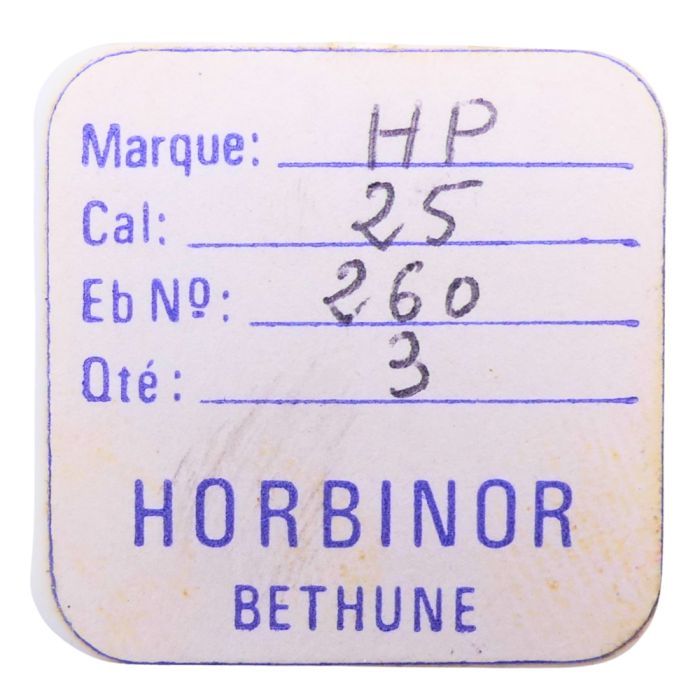 Marque: HP
Cal: 25
Eb Nº: 260
Qté: 3
HORBINOR
BETHUNE